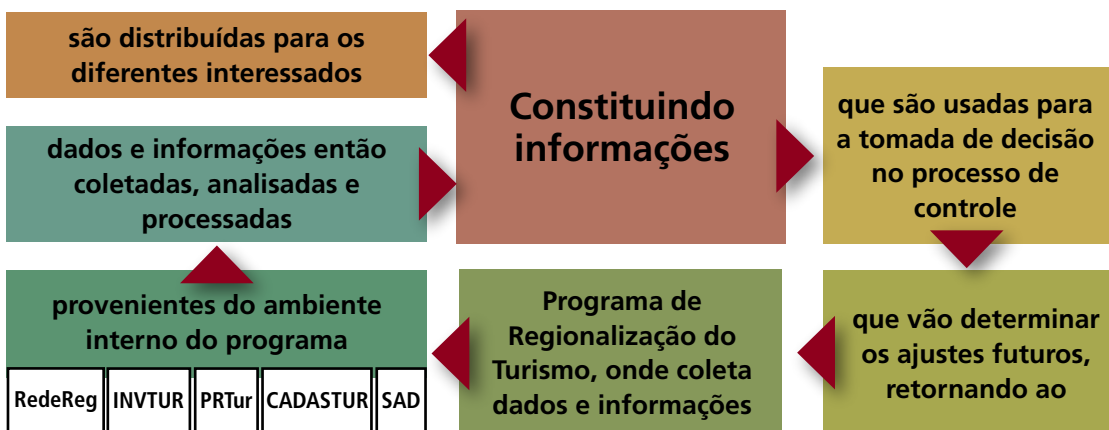 são distribuídas para os
diferentes interessados
Constituindo
informações
que são usadas para
a tomada de decisão
no processo de
controle
dados e informações então
coletadas, analisadas e
processadas
provenientes do ambiente
interno do programa
RedeReg INVTUR PRTur CADASTUR SAD
Programa de
Regionalização do
Turismo, onde coleta
dados e informações
que vão determinar
os ajustes futuros,
retornando ao